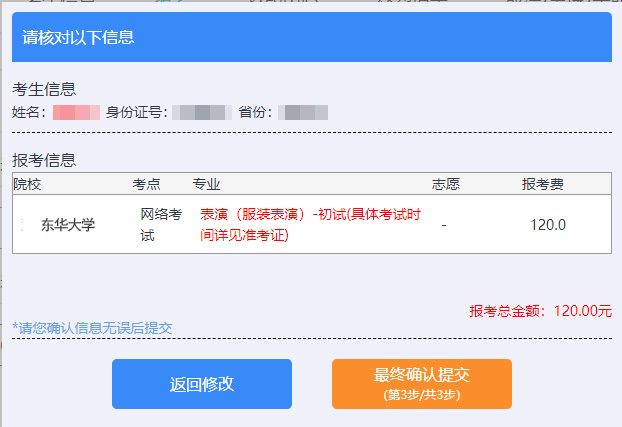 请核对以下信息
考生信息
姓名： 身份证号： 省份：
报考信息
院校 考点 专业 志愿 报考费
东华大学 网络考试 表演（服装表演）-初试(具体考试时间详见准考证) - 120.0
报考总金额：120.00元
*请您确认信息无误后提交
返回修改 最终确认提交
(第3步/共3步)